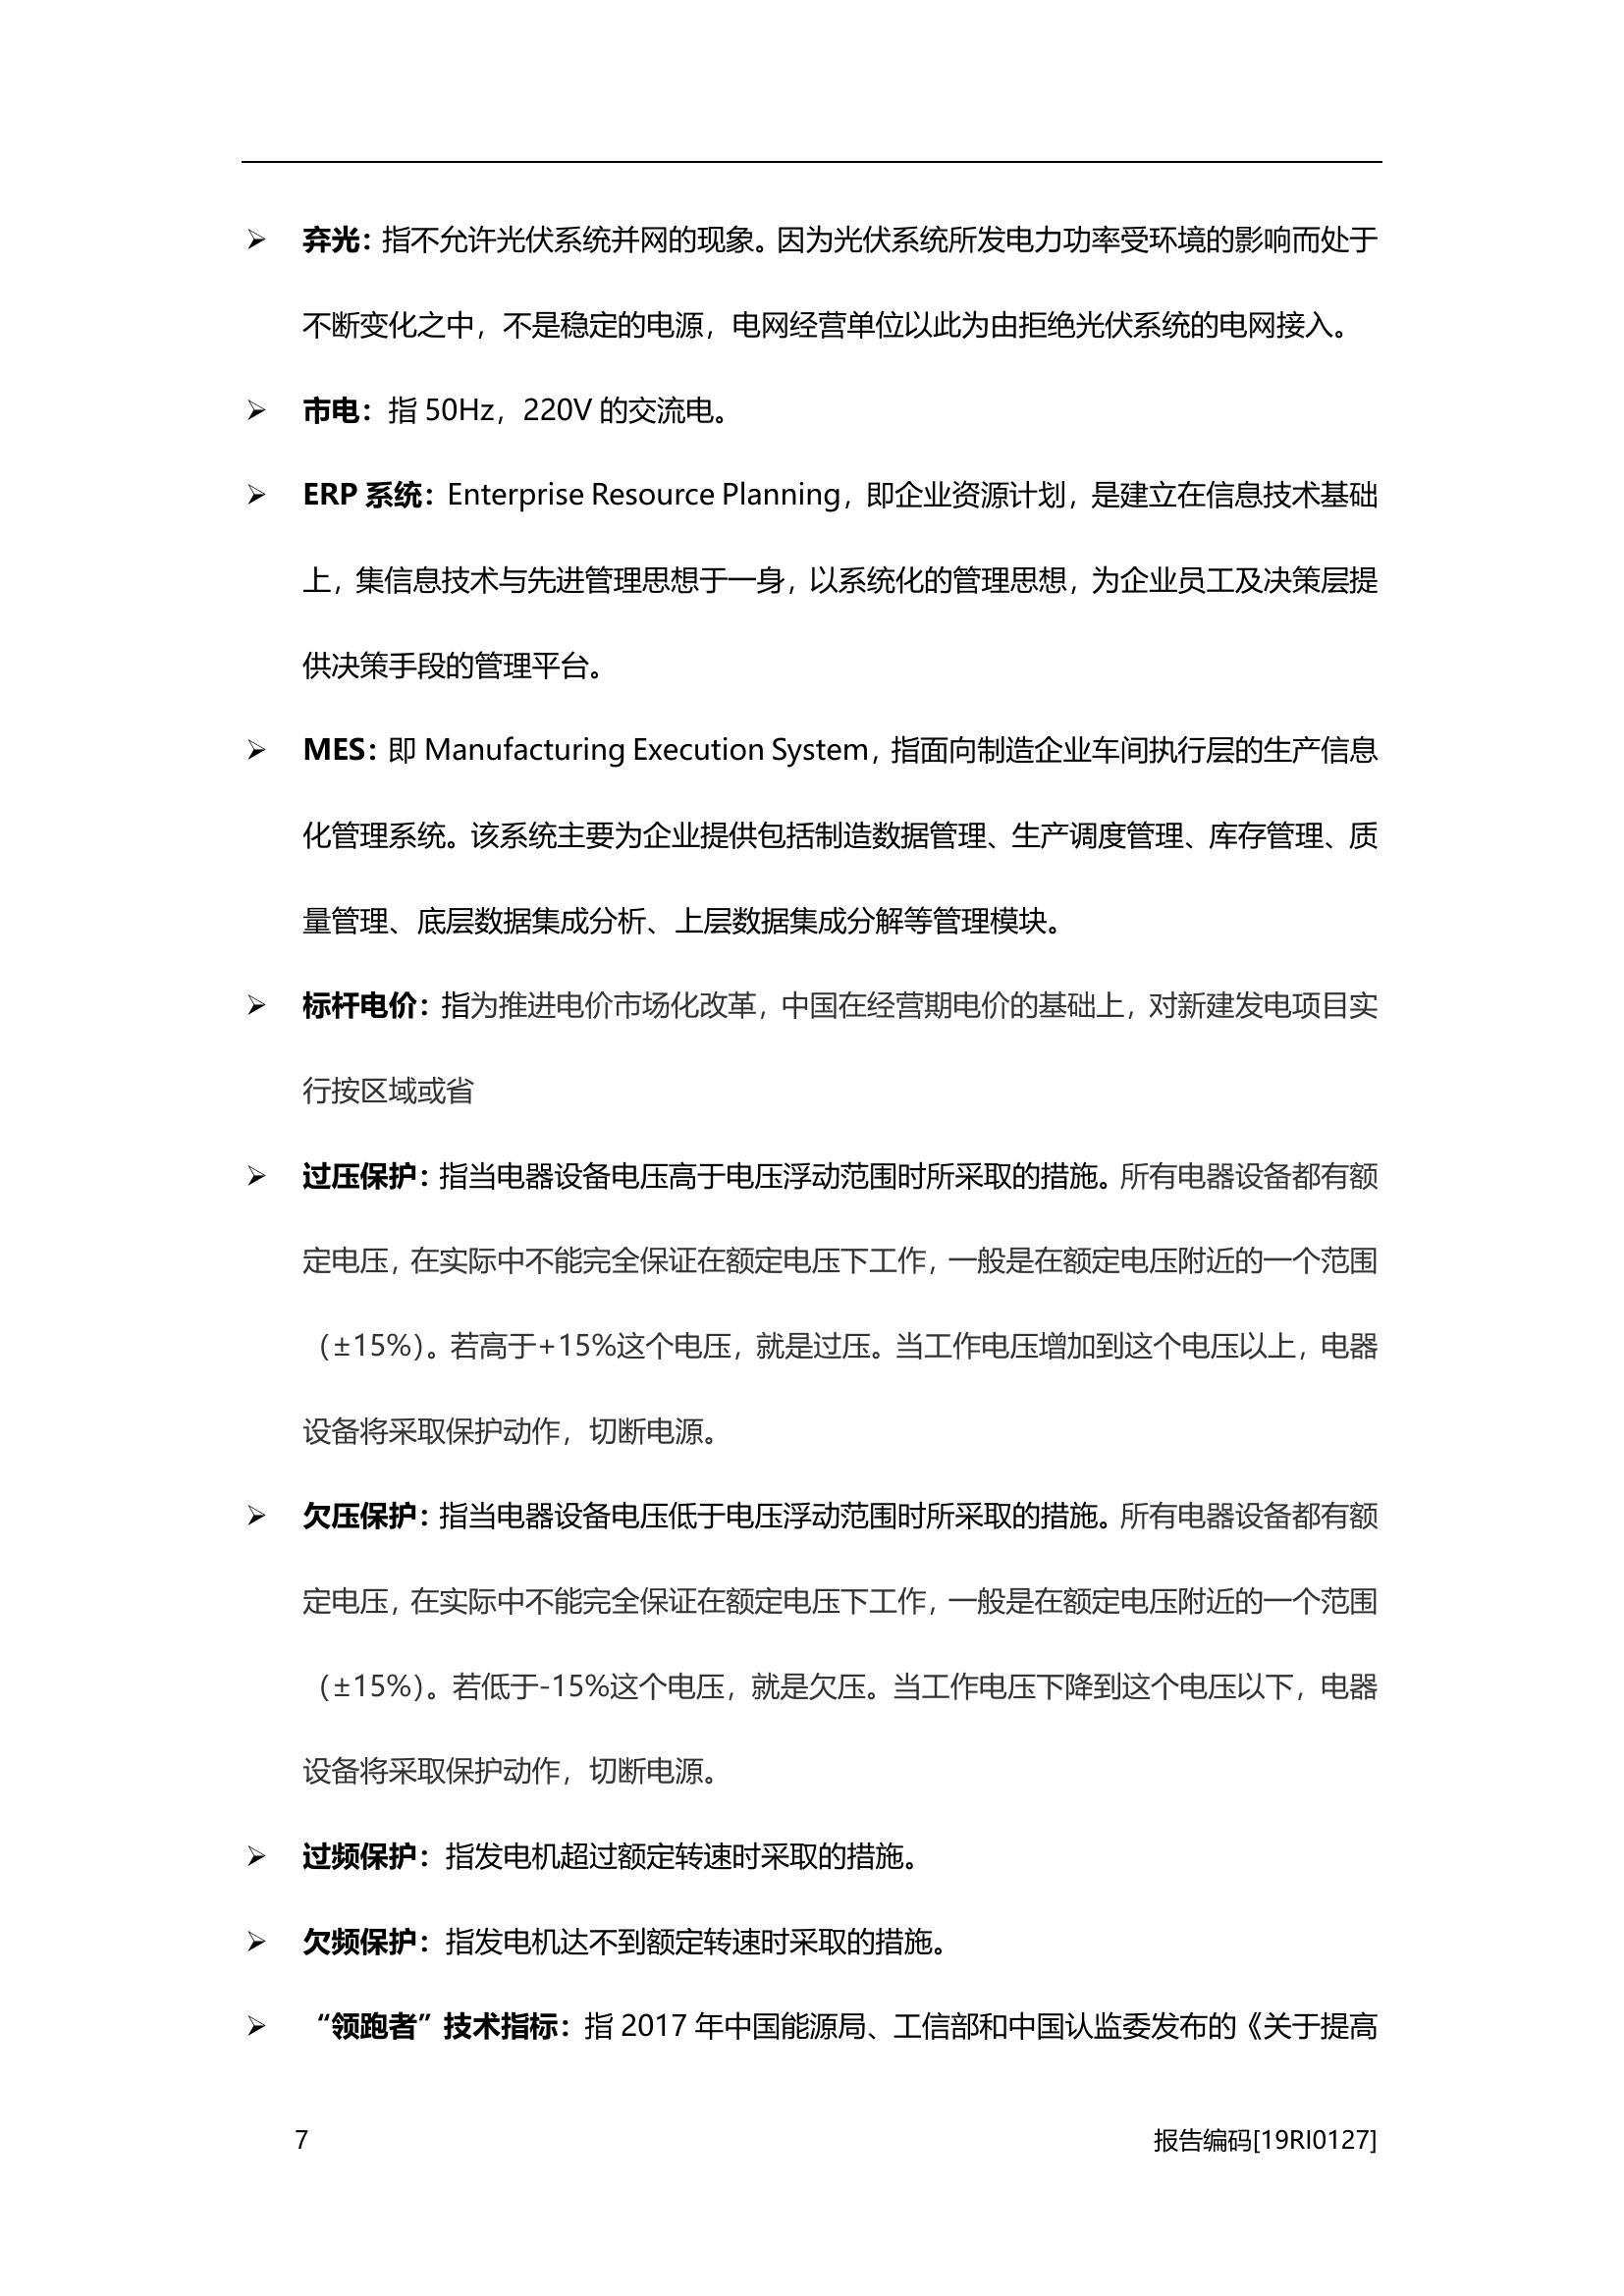 ➢ 弃光：指不允许光伏系统并网的现象。因为光伏系统所发电力功率受环境的影响而处于
不断变化之中，不是稳定的电源，电网经营单位以此为由拒绝光伏系统的电网接入。
➢ 市电：指 50Hz，220V 的交流电。
➢ ERP 系统：Enterprise Resource Planning，即企业资源计划，是建立在信息技术基础
上，集信息技术与先进管理思想于一身，以系统化的管理思想，为企业员工及决策层提
供决策手段的管理平台。
➢ MES：即 Manufacturing Execution System，指面向制造企业车间执行层的生产信息
化管理系统。该系统主要为企业提供包括制造数据管理、生产调度管理、库存管理、质
量管理、底层数据集成分析、上层数据集成分解等管理模块。
➢ 标杆电价：指为推进电价市场化改革，中国在经营期电价的基础上，对新建发电项目实
行按区域或省
➢ 过压保护：指当电器设备电压高于电压浮动范围时所采取的措施。所有电器设备都有额
定电压，在实际中不能完全保证在额定电压下工作，一般是在额定电压附近的一个范围
（±15%）。若高于+15%这个电压，就是过压。当工作电压增加到这个电压以上，电器
设备将采取保护动作，切断电源。
➢ 欠压保护：指当电器设备电压低于电压浮动范围时所采取的措施。所有电器设备都有额
定电压，在实际中不能完全保证在额定电压下工作，一般是在额定电压附近的一个范围
（±15%）。若低于-15%这个电压，就是欠压。当工作电压下降到这个电压以下，电器
设备将采取保护动作，切断电源。
➢ 过频保护：指发电机超过额定转速时采取的措施。
➢ 欠频保护：指发电机达不到额定转速时采取的措施。
➢ “领跑者”技术指标：指 2017 年中国能源局、工信部和中国认监委发布的《关于提高
7 报告编码[19RI0127]